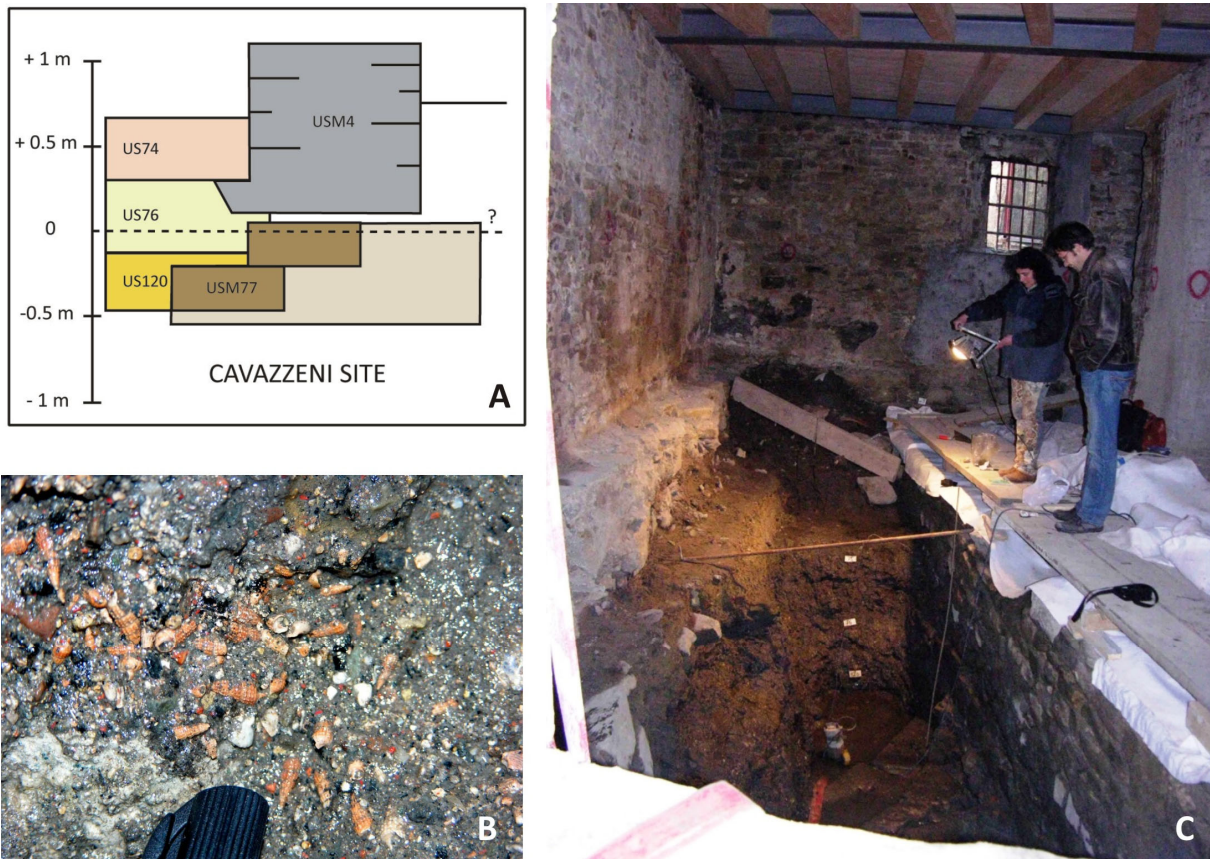 + 1 m
+ 0.5 m
0
-0.5 m
- 1 m
USM4
US74
US76
?
US120
USM77
CAVAZZENI SITE
A
B
C